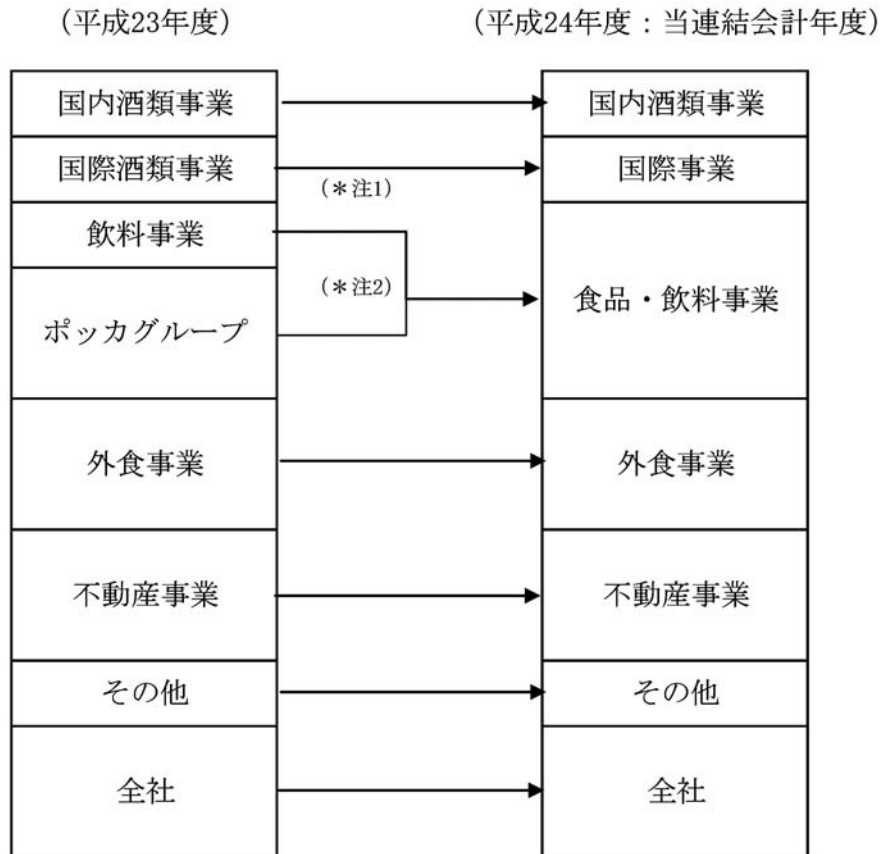 (平成23年度)
(平成24年度：当連結会計年度)
国内酒類事業
国内酒類事業
国際酒類事業
(＊注1)
国際事業
飲料事業
ポッカグループ
(＊注2)
食品・飲料事業
外食事業
外食事業
不動産事業
不動産事業
その他
その他
全社
全社